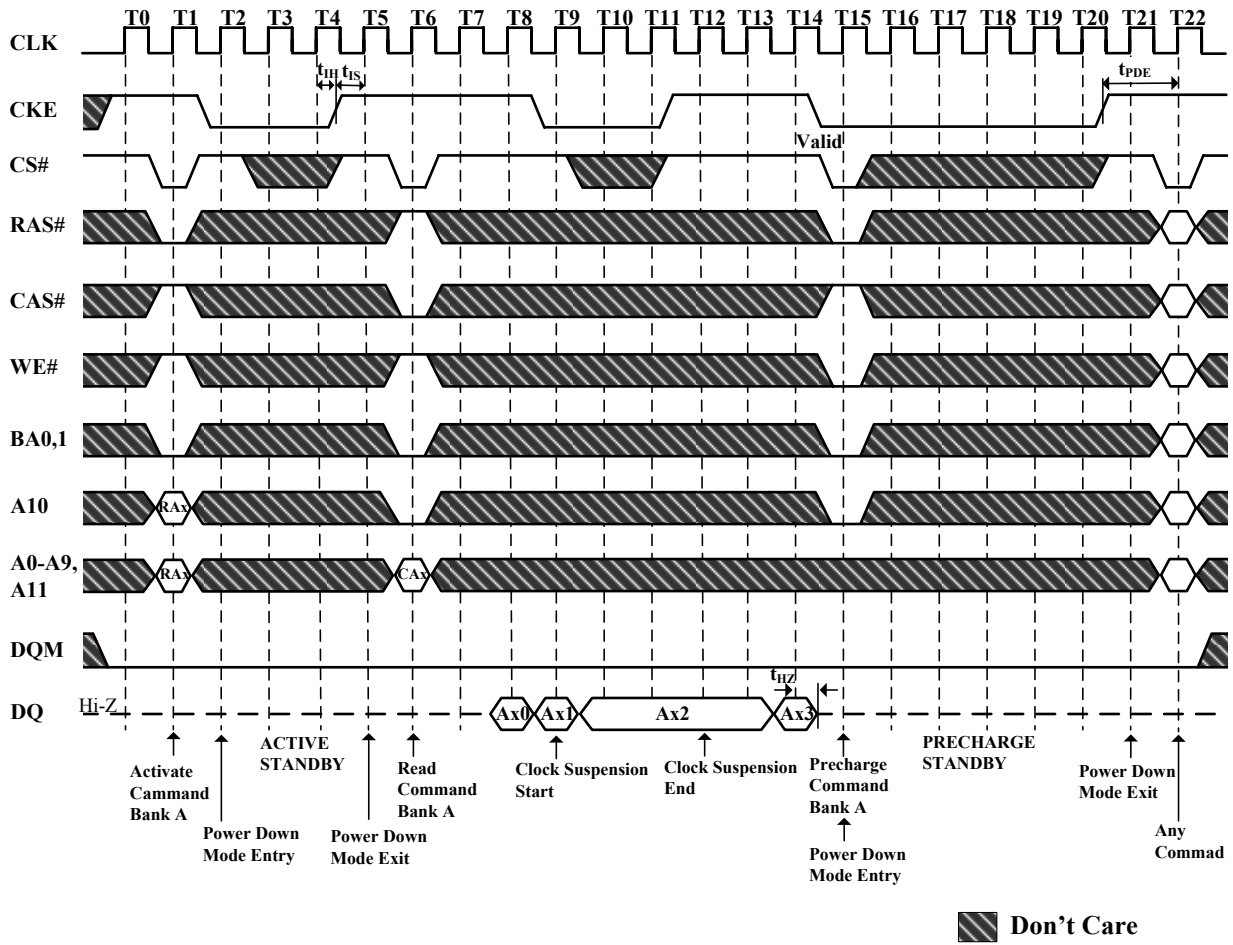 T0 T1 T2 T3 T4 T5 T6 T7 T8 T9 T10 T11 T12 T13 T14 T15 T16 T17 T18 T19 T20 T21 T22
CLK
tIH tIS
tPDE
CKE
Valid
CS#
RAS#
CAS#
WE#
BA0,1
A10
RAx
A0-A9,
A11
RAx
CAx
DQM
tHZ
DQ
Hi-Z
Ax0 Ax1 Ax2 Ax3
Activate
Cammand
Bank A
Power Down
Mode Entry
ACTIVE
STANDBY
Power Down
Mode Exit
Read
Command
Bank A
Clock Suspension
Start
Clock Suspension
End
Precharge
Command
Bank A
Power Down
Mode Entry
PRECHARGE
STANDBY
Power Down
Mode Exit
Any
Commad
Don't Care